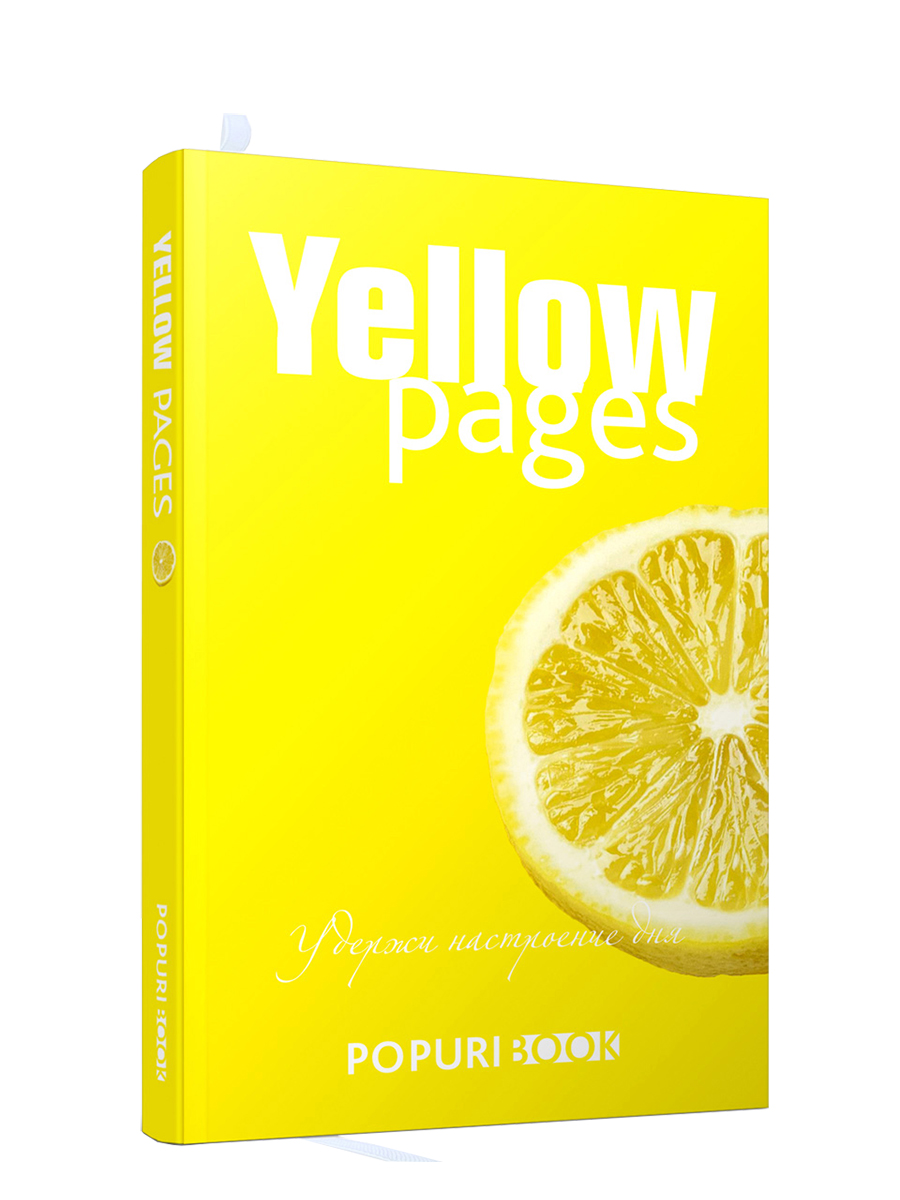 YELLOW PAGES
POPURI BOOK
Yellow
pages
Удержи настроение дня
POPURI BOOK